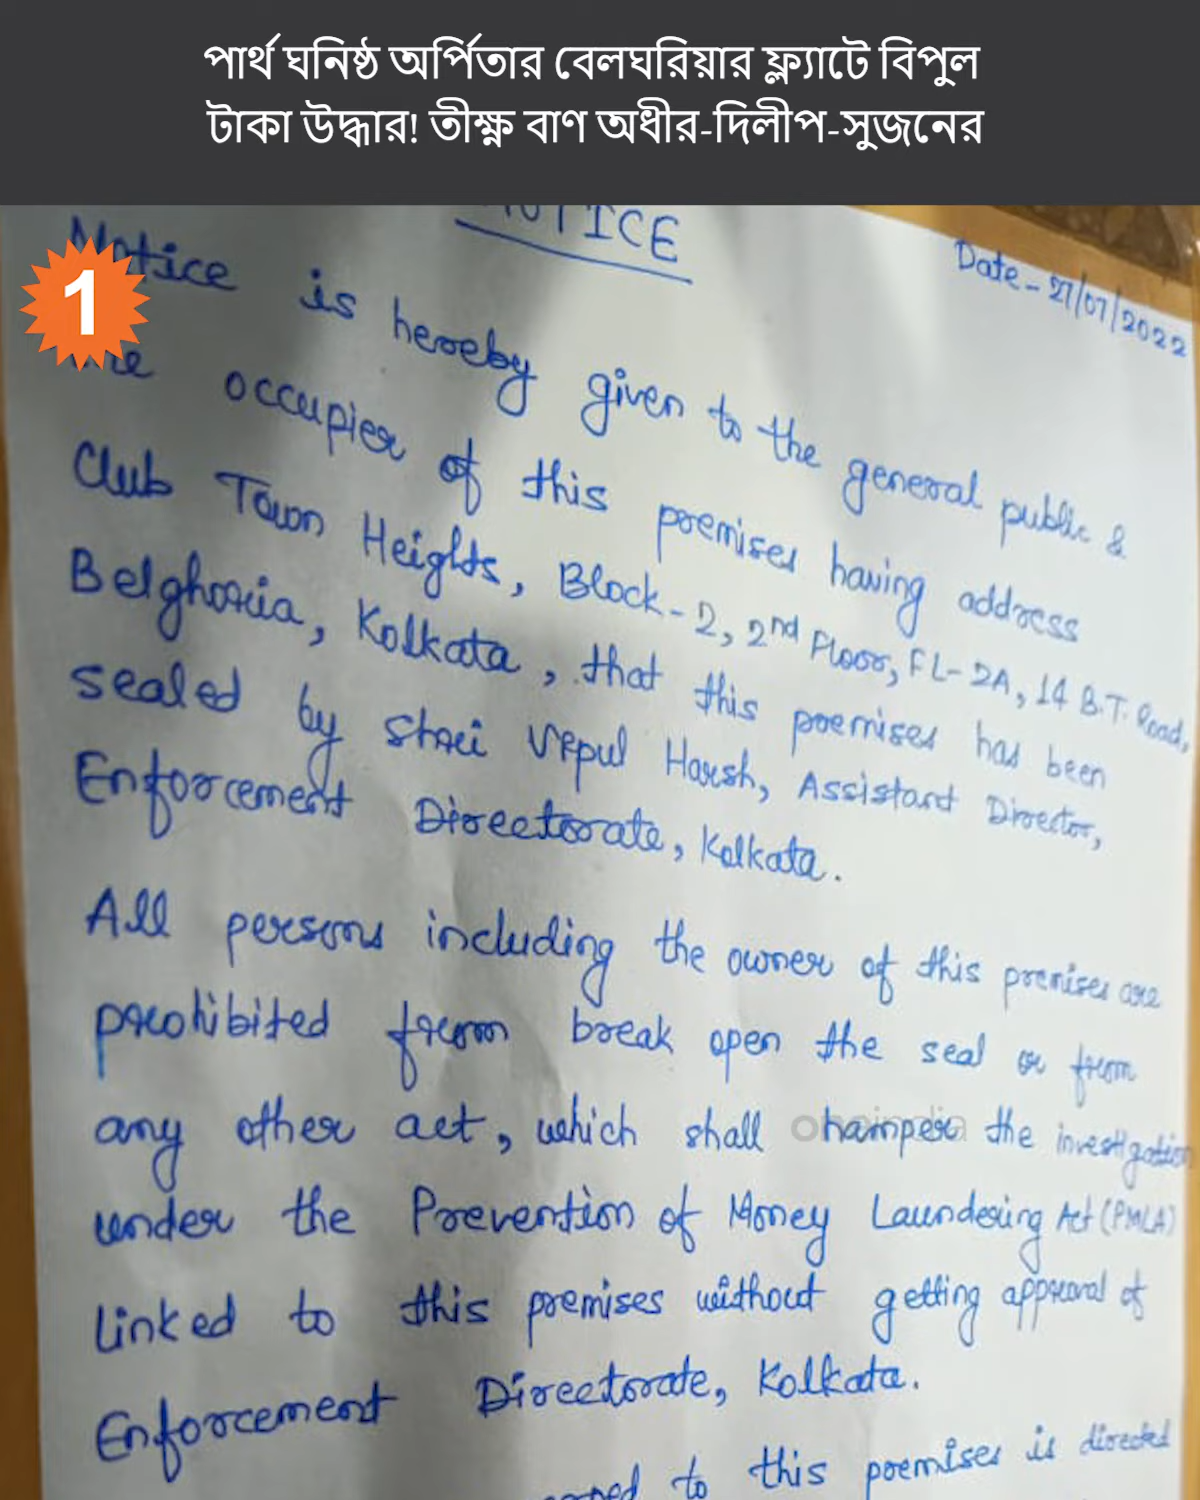 পার্থ ঘনিষ্ঠ অর্পিতার বেলঘরিয়ার ফ্ল্যাটে বিপুল
টাকা উদ্ধার! তীক্ষ্ণ বাণ অধীর-দিলীপ-সুজনের
NOTICE
Date - 27/07/2022
1
Notice is hereby given to the general public &
the occupier of this premises having address
Club Town Heights, Block-2, 2nd Floor, FL-2A, 14 B.T. Road,
Belghoria, Kolkata, that this premises has been
sealed by Shri Vipul Harsh, Assistant Director,
Enforcement Directorate, Kolkata.
All persons including the owner of this premises are
prohibited from break open the seal or from
any other act, which shall hamper the investigation
under the Prevention of Money Laundering Act (PMLA)
linked to this premises without getting approval of
Enforcement Directorate, Kolkata.
to this premises is directed